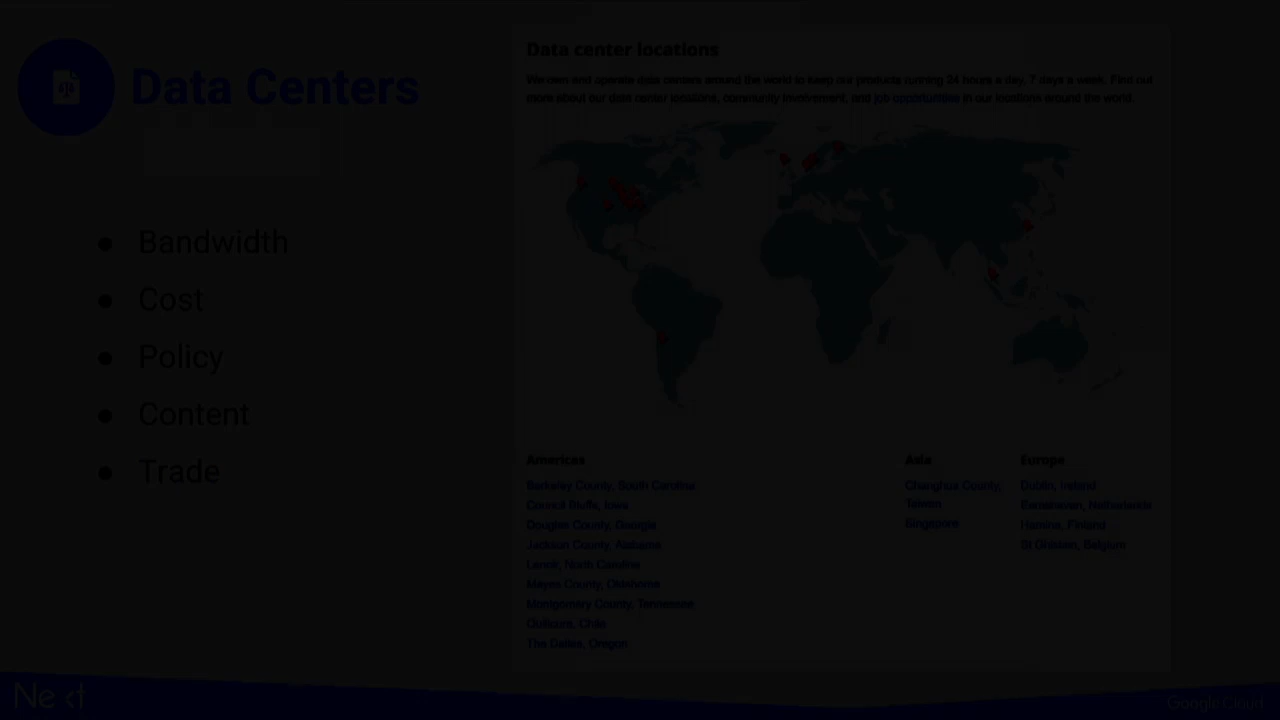 Data Centers
Bandwidth
Cost
Policy
Content
Trade
Data center locations
We own and operate data centers around the world to keep our products running 24 hours a day, 7 days a week. Find out
more about our data center locations, community involvement, and job opportunities in our locations around the world.
Americas
Berkeley County, South Carolina
Council Bluffs, Iowa
Douglas County, Georgia
Jackson County, Alabama
Lenoir, North Carolina
Mayes County, Oklahoma
Montgomery County, Tennessee
Quilicura, Chile
The Dalles, Oregon
Asia
Changhua County,
Taiwan
Singapore
Europe
Dublin, Ireland
Eemshaven, Netherlands
Hamina, Finland
St Ghislain, Belgium
Next
Google Cloud